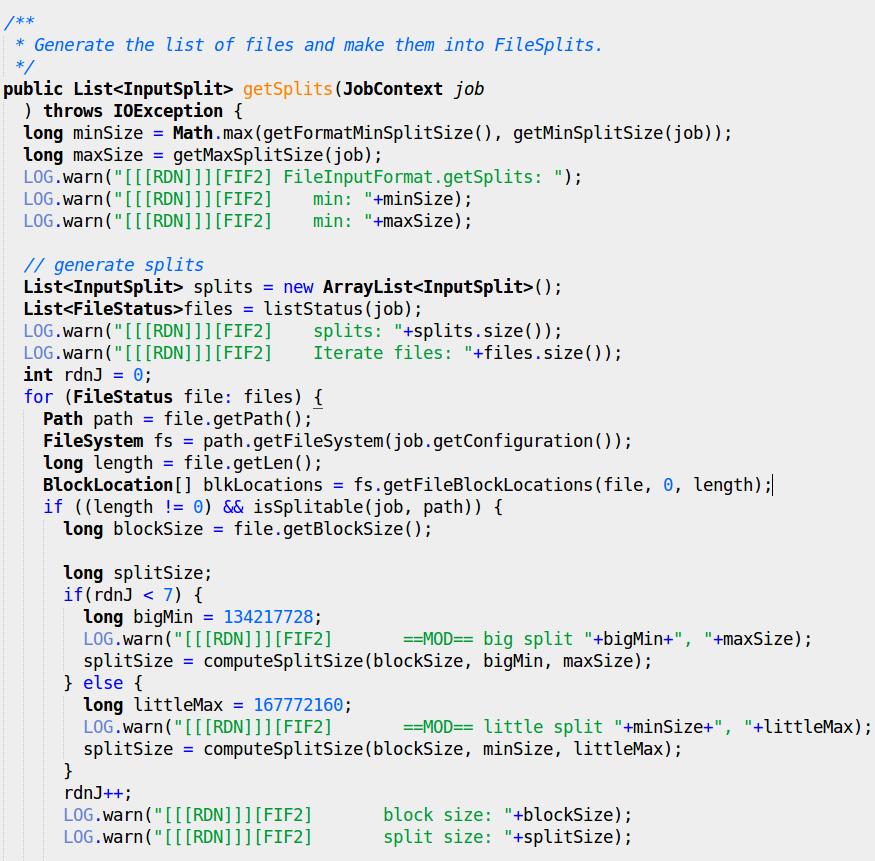 /**
 * Generate the list of files and make them into FileSplits.
 */
public List<InputSplit> getSplits(JobContext job
  ) throws IOException {
  long minSize = Math.max(getFormatMinSplitSize(), getMinSplitSize(job));
  long maxSize = getMaxSplitSize(job);
  LOG.warn("[[[RDN]]][FIF2] FileInputFormat.getSplits: ");
  LOG.warn("[[[RDN]]][FIF2]    min: "+minSize);
  LOG.warn("[[[RDN]]][FIF2]    min: "+maxSize);

  // generate splits
  List<InputSplit> splits = new ArrayList<InputSplit>();
  List<FileStatus>files = listStatus(job);
  LOG.warn("[[[RDN]]][FIF2]    splits: "+splits.size());
  LOG.warn("[[[RDN]]][FIF2]    Iterate files: "+files.size());
  int rdnJ = 0;
  for (FileStatus file: files) {
    Path path = file.getPath();
    FileSystem fs = path.getFileSystem(job.getConfiguration());
    long length = file.getLen();
    BlockLocation[] blkLocations = fs.getFileBlockLocations(file, 0, length);
    if ((length != 0) && isSplitable(job, path)) {
      long blockSize = file.getBlockSize();

      long splitSize;
      if(rdnJ < 7) {
        long bigMin = 134217728;
        LOG.warn("[[[RDN]]][FIF2]       ==MOD== big split "+bigMin+", "+maxSize);
        splitSize = computeSplitSize(blockSize, bigMin, maxSize);
      } else {
        long littleMax = 167772160;
        LOG.warn("[[[RDN]]][FIF2]       ==MOD== little split "+minSize+", "+littleMax);
        splitSize = computeSplitSize(blockSize, minSize, littleMax);
      }
      rdnJ++;
      LOG.warn("[[[RDN]]][FIF2]       block size: "+blockSize);
      LOG.warn("[[[RDN]]][FIF2]       split size: "+splitSize);